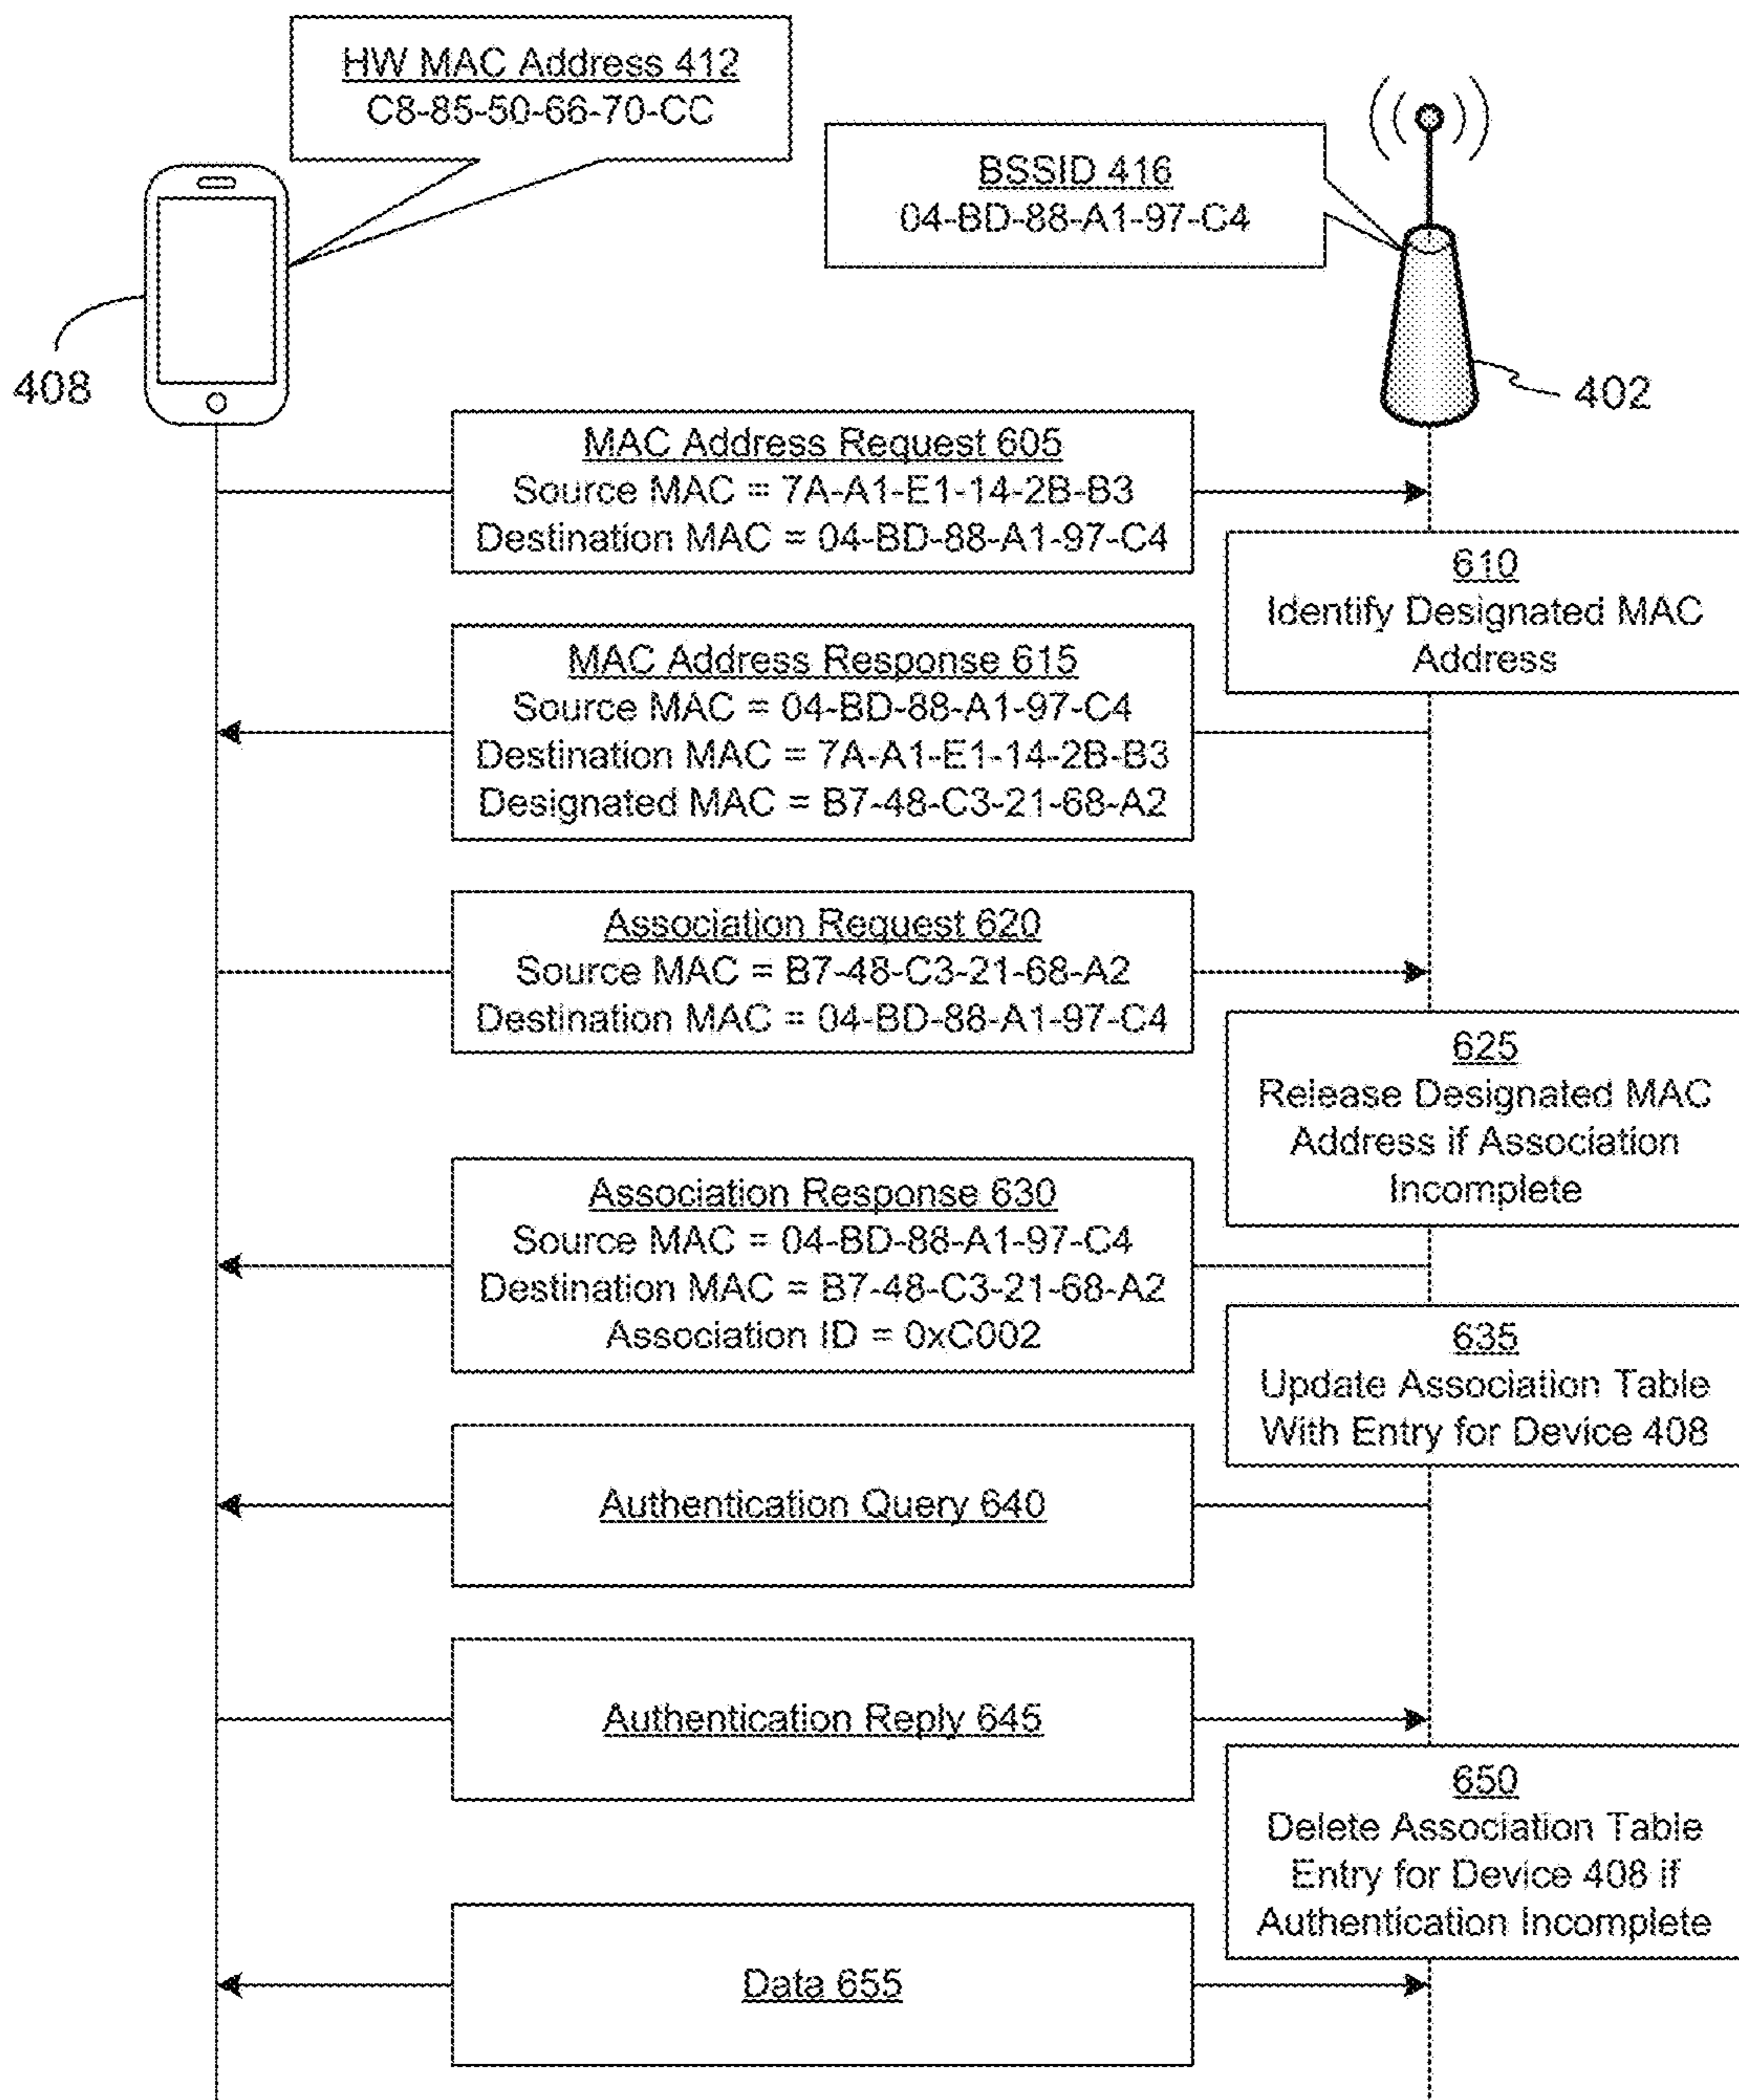 HW MAC Address 412
C8-85-50-66-70-CC
BSSID 416
04-BD-88-A1-97-C4
408
402
MAC Address Request 605
Source MAC = 7A-A1-E1-14-2B-B3
Destination MAC = 04-BD-88-A1-97-C4
610
Identify Designated MAC
Address
MAC Address Response 615
Source MAC = 04-BD-88-A1-97-C4
Destination MAC = 7A-A1-E1-14-2B-B3
Designated MAC = B7-48-C3-21-68-A2
Association Request 620
Source MAC = B7-48-C3-21-68-A2
Destination MAC = 04-BD-88-A1-97-C4
625
Release Designated MAC
Address if Association
Incomplete
Association Response 630
Source MAC = 04-BD-88-A1-97-C4
Destination MAC = B7-48-C3-21-68-A2
Association ID = 0xC002
635
Update Association Table
With Entry for Device 408
Authentication Query 640
Authentication Reply 645
650
Delete Association Table
Entry for Device 408 if
Authentication Incomplete
Data 655